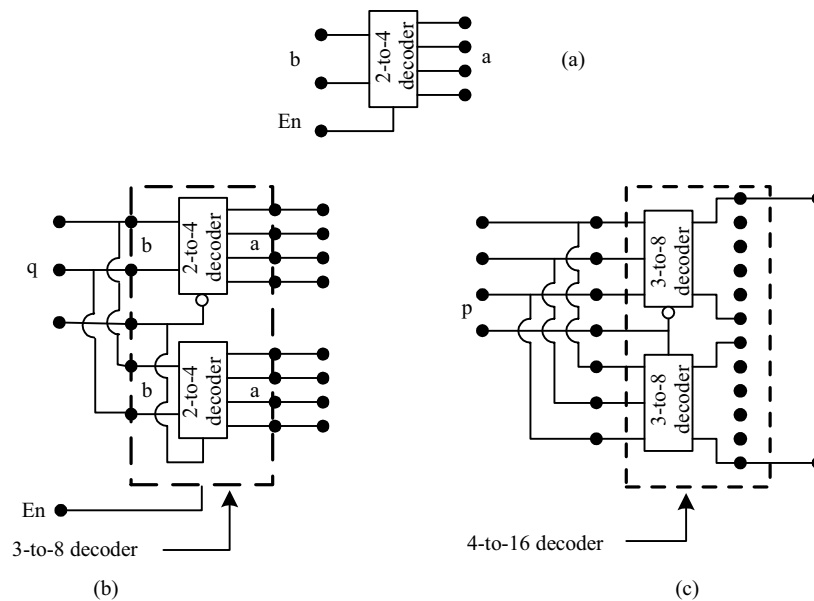 b
2-to-4
decoder
a
(a)
En
q
b
2-to-4
decoder
a
b
2-to-4
decoder
a
En
3-to-8 decoder
(b)
p
3-to-8
decoder
3-to-8
decoder
4-to-16 decoder
(c)